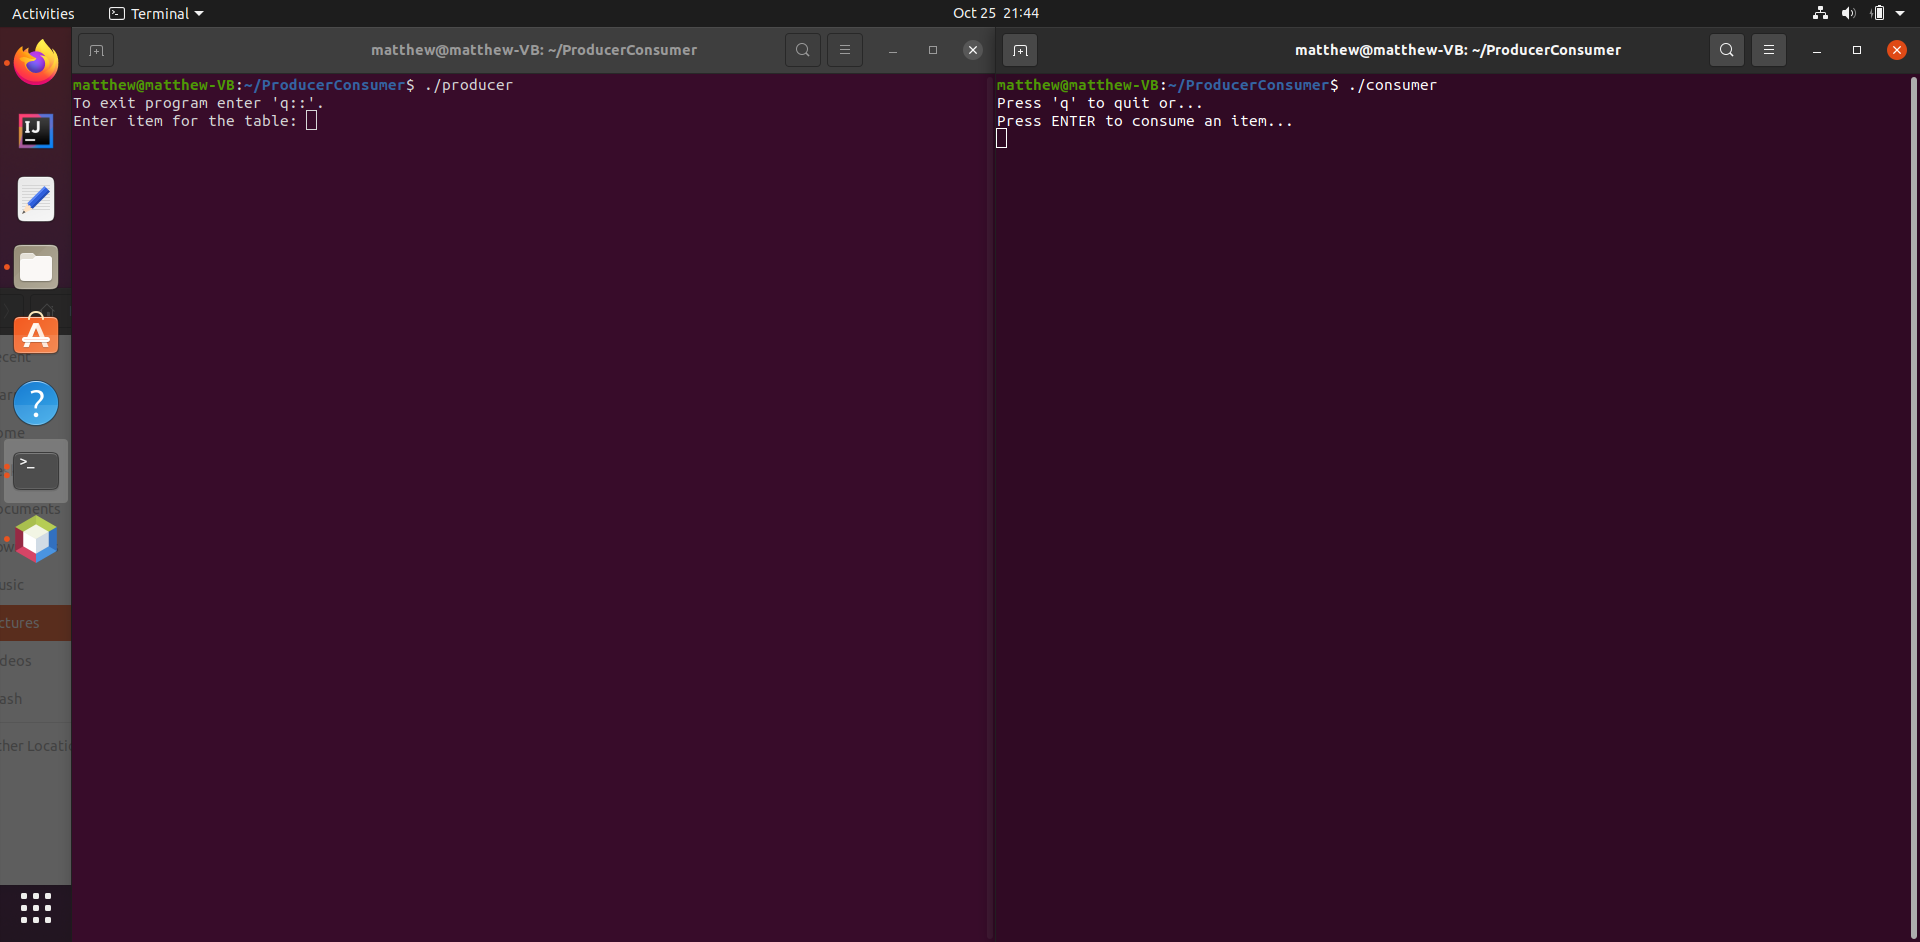 Activities
Terminal
Oct 25 21:44
matthew@matthew-VB: ~/ProducerConsumer
matthew@matthew-VB:~/ProducerConsumer$ ./producer
To exit program enter 'q::'.
Enter item for the table:
matthew@matthew-VB: ~/ProducerConsumer
matthew@matthew-VB:~/ProducerConsumer$ ./consumer
Press 'q' to quit or...
Press ENTER to consume an item...
IJ
>_
?
ecent
ar
ome
ocuments
ow
usic
ctures
deos
ash
ther Locatio